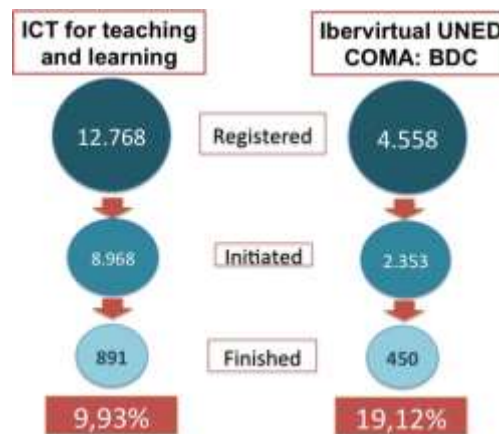 ICT for teaching
and learning
Ibervirtual UNED
COMA: BDC
12.768
Registered
4.558
8.968
Initiated
2.353
891
Finished
450
9,93%
19,12%